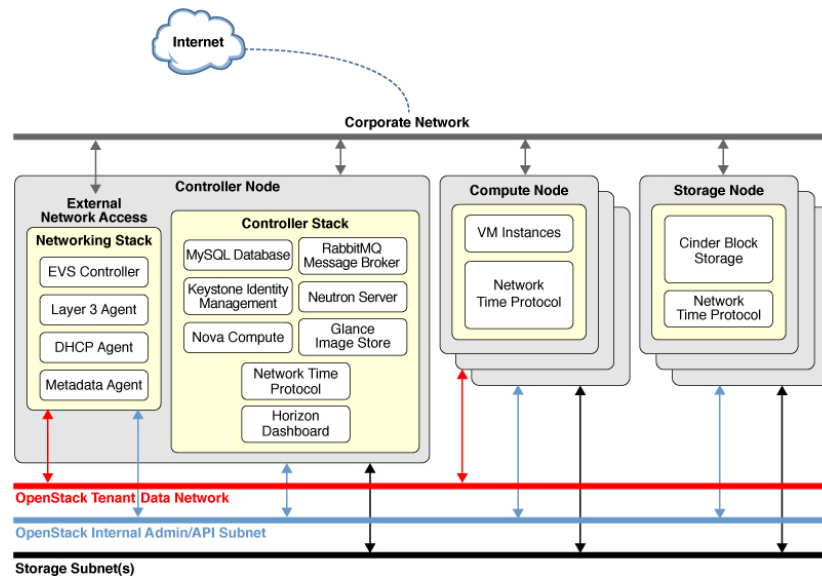 Internet
Corporate Network
Controller Node
External
Network Access
Networking Stack
EVS Controller
Layer 3 Agent
DHCP Agent
Metadata Agent
Controller Stack
MySQL Database
RabbitMQ
Message Broker
Keystone Identity
Management
Neutron Server
Nova Compute
Glance
Image Store
Network Time
Protocol
Horizon
Dashboard
Compute Node
VM Instances
Network
Time Protocol
Storage Node
Cinder Block
Storage
Network
Time Protocol
OpenStack Tenant Data Network
OpenStack Internal Admin/API Subnet
Storage Subnet(s)